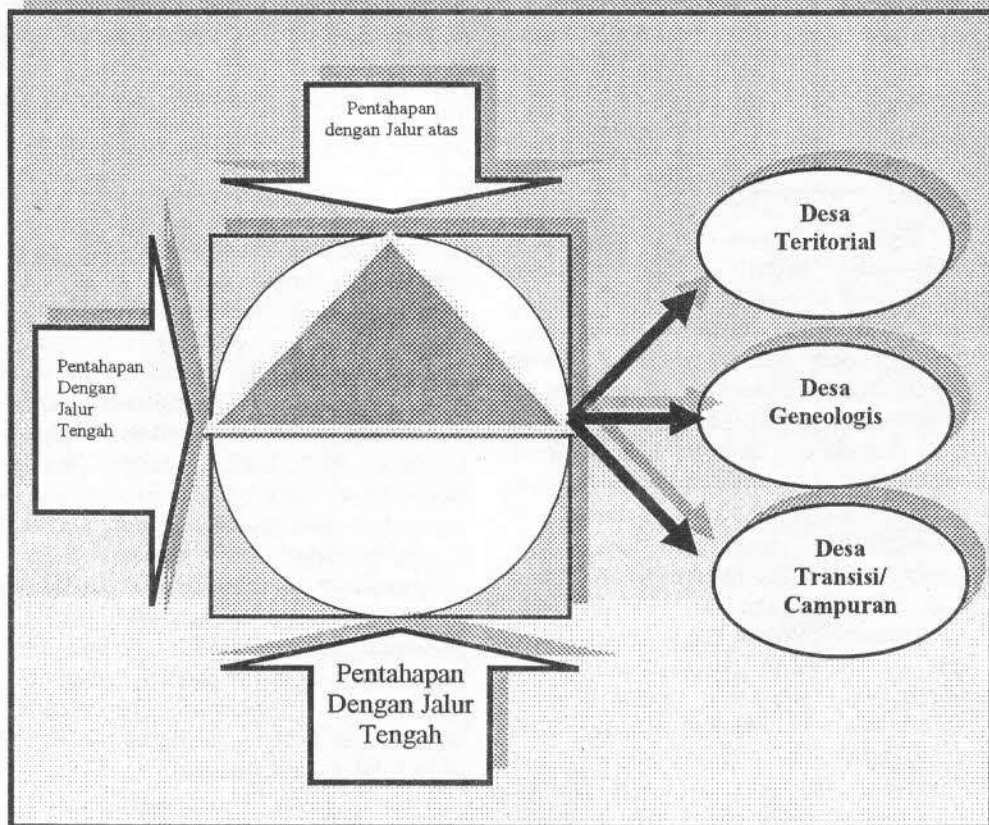 Pentahapan
dengan Jalur atas
Pentahapan
Dengan
Jalur
Tengah
Desa
Teritorial
Desa
Geneologis
Desa
Transisi/
Campuran
Pentahapan
Dengan Jalur
Tengah